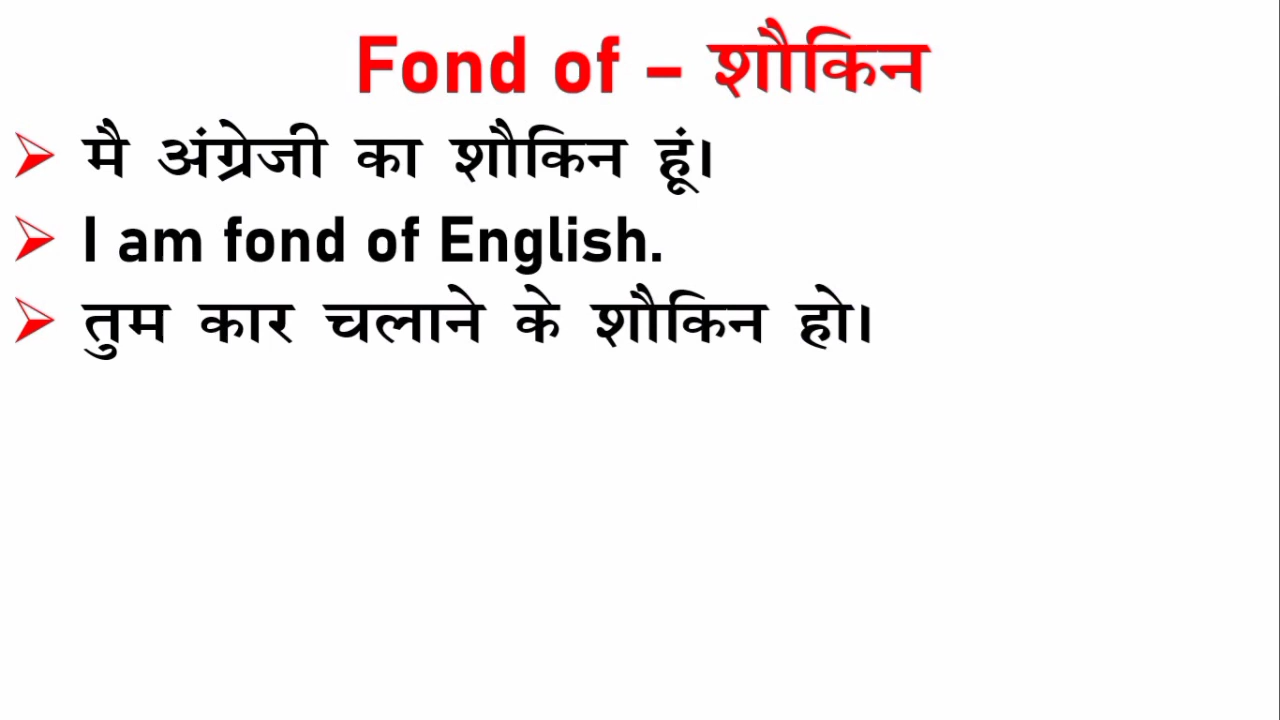 Fond of – शौकिन
मै अंग्रेजी का शौकिन हूं।
I am fond of English.
तुम कार चलाने के शौकिन हो।